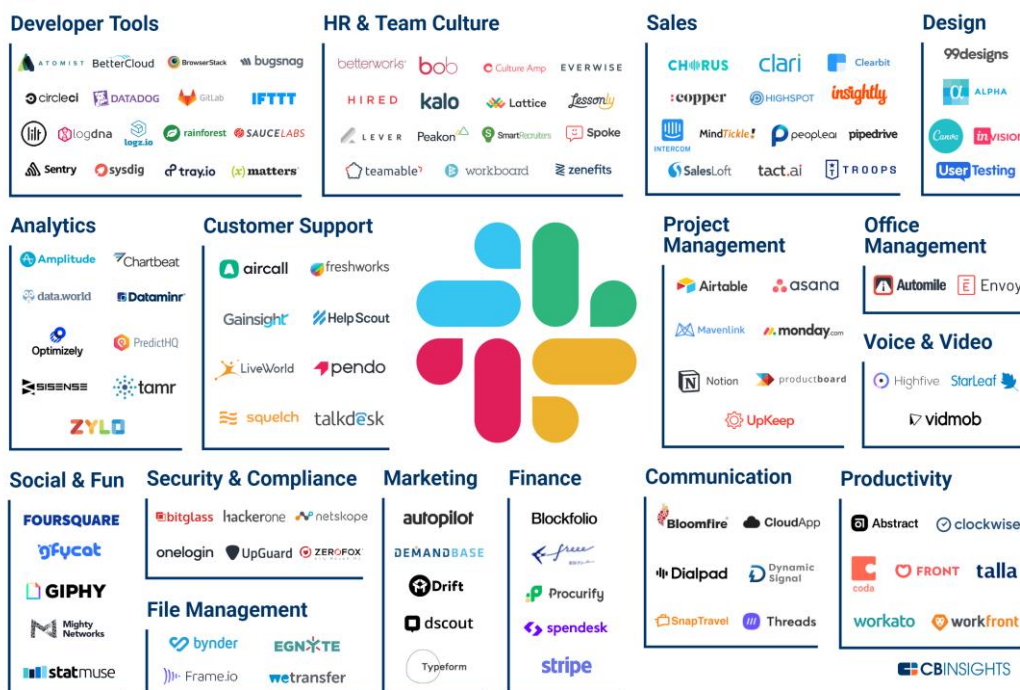 Developer Tools
ATOMIST BetterCloud BrowserStack bugsnag
circleci DATADOG GitLab IFTTT
lilt logdna logz.io rainforest SAUCELABS
Sentry sysdig tray.io (x)matters
HR & Team Culture
betterworks bob Culture Amp EVERWISE
HIRED kalo Lattice Lessonly
LEVER Peakon SmartRecruiters Spoke
teamable workboard zenefits
Sales
CHORUS clari Clearbit
:copper HIGHSPOT insightly
INTERCOM MindTickle! peopleai pipedrive
SalesLoft tact.ai TROOPS
Design
99designs
α ALPHA
Canva inVISION
UserTesting
Analytics
Amplitude Chartbeat
data.world Dataminr
Optimizely PredictHQ
SISENSE tamr
ZYLO
Customer Support
aircall freshworks
Gainsight HelpScout
LiveWorld pendo
squelch talkdesk
Project
Management
Airtable asana
Mavenlink monday.com
N Notion productboard
UpKeep
Office
Management
Automile E Envoy
Voice & Video
Highfive StarLeaf
vidmob
Social & Fun
FOURSQUARE
gfycat
GIPHY
Mighty
Networks
statmuse
Security & Compliance
bitglass hackerone netskope
onelogin UpGuard ZEROFOX
File Management
bynder EGNYTE
Frame.io wetransfer
Marketing
autopilot
DEMANDBASE
Drift
dscout
Typeform
Finance
Blockfolio
freee
Procurify
spendesk
stripe
Communication
Bloomfire CloudApp
Dialpad Dynamic
Signal
SnapTravel Threads
Productivity
Abstract clockwise
coda FRONT talla
workato workfront
CBINSIGHTS